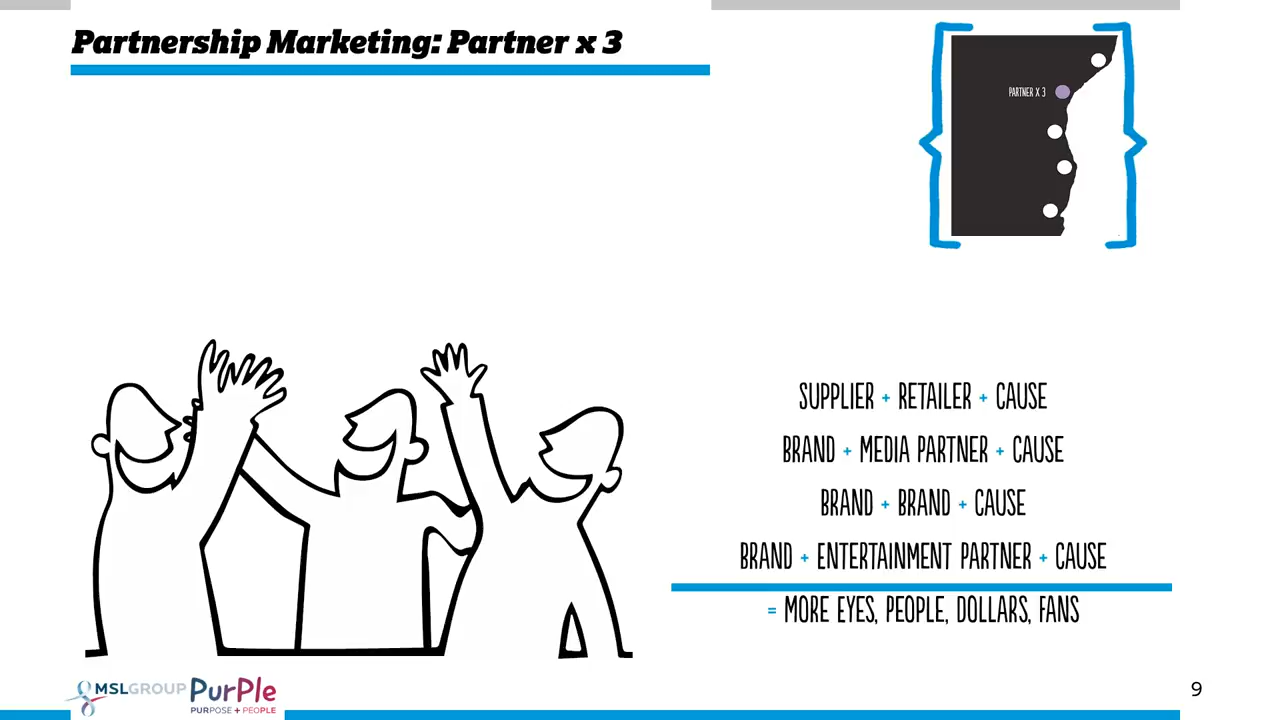 Partnership Marketing: Partner x 3
PARTNER X 3
SUPPLIER + RETAILER + CAUSE
BRAND + MEDIA PARTNER + CAUSE
BRAND + BRAND + CAUSE
BRAND + ENTERTAINMENT PARTNER + CAUSE
= MORE EYES, PEOPLE, DOLLARS, FANS
MSLGROUP PurPle
PURPOSE + PEOPLE
9